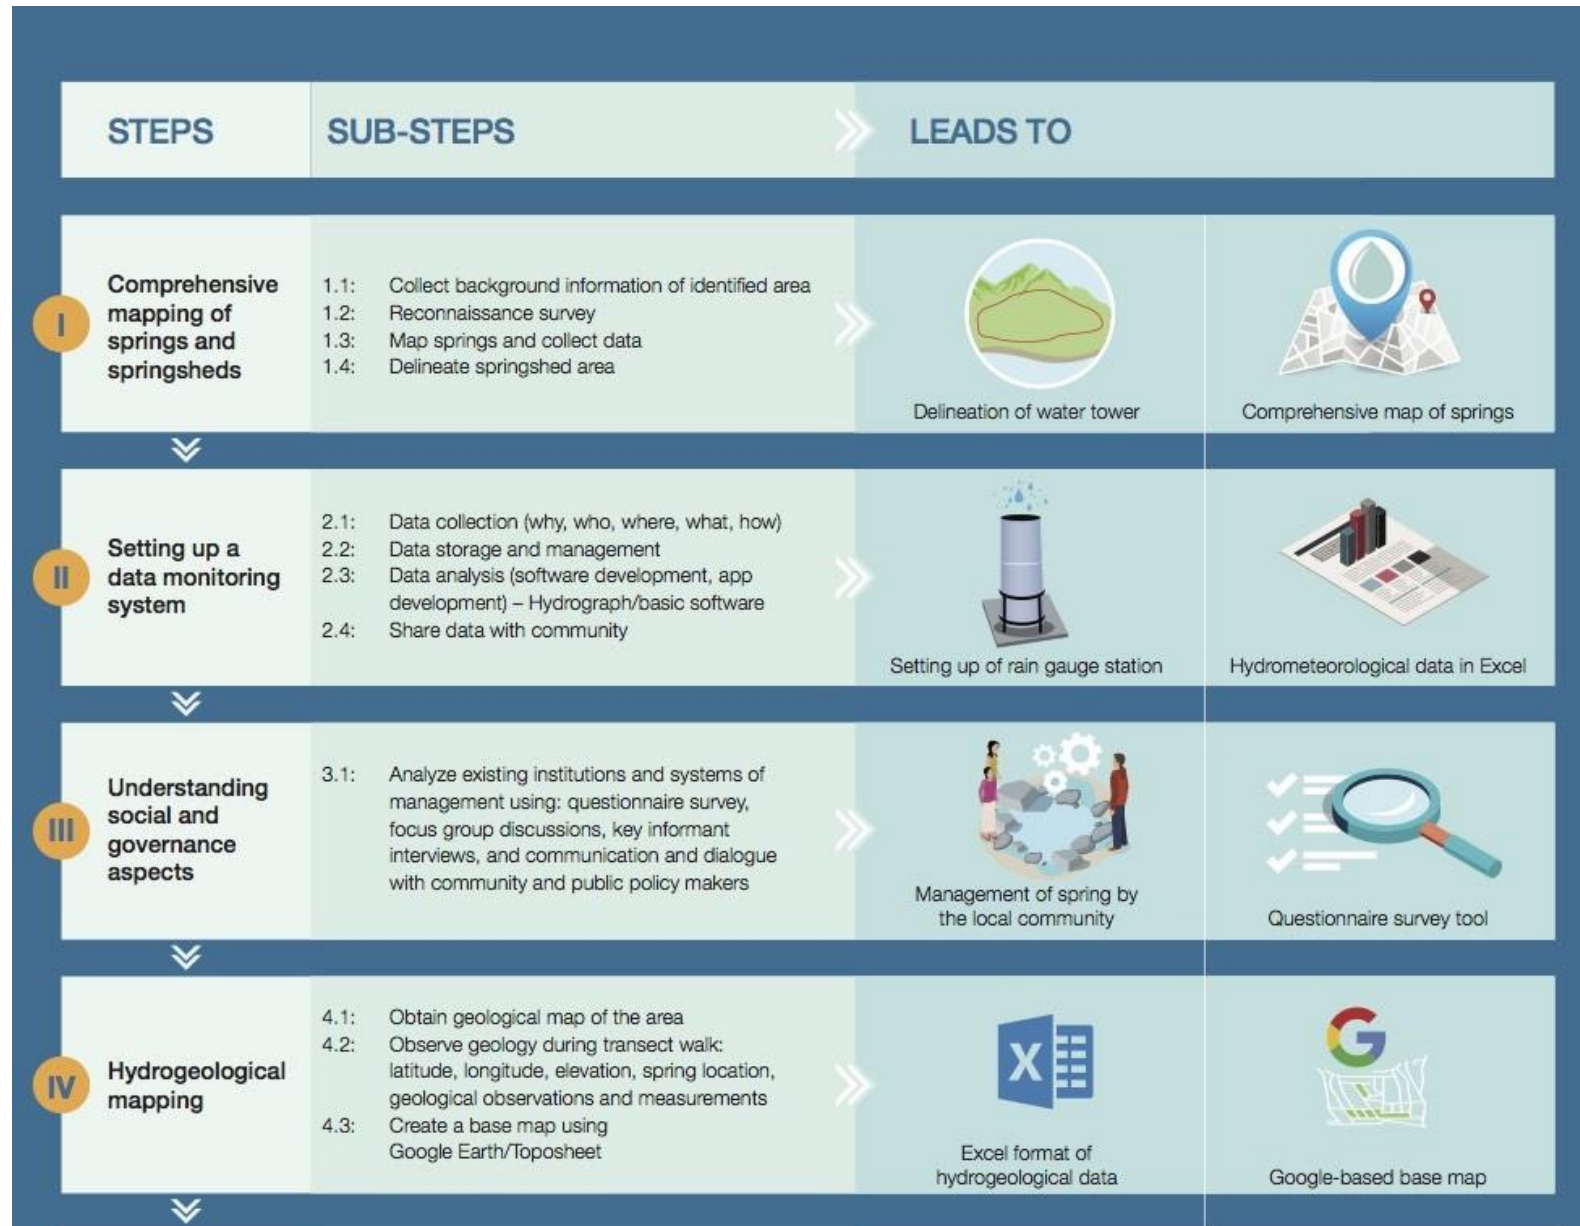 STEPS
SUB-STEPS
LEADS TO
I
Comprehensive
mapping of
springs and
springsheds
1.1: Collect background information of identified area
1.2: Reconnaissance survey
1.3: Map springs and collect data
1.4: Delineate springshed area
Delineation of water tower
Comprehensive map of springs
II
Setting up a
data monitoring
system
2.1: Data collection (why, who, where, what, how)
2.2: Data storage and management
2.3: Data analysis (software development, app
development) – Hydrograph/basic software
2.4: Share data with community
Setting up of rain gauge station
Hydrometeorological data in Excel
III
Understanding
social and
governance
aspects
3.1: Analyze existing institutions and systems of
management using: questionnaire survey,
focus group discussions, key informant
interviews, and communication and dialogue
with community and public policy makers
Management of spring by
the local community
Questionnaire survey tool
IV
Hydrogeological
mapping
4.1: Obtain geological map of the area
4.2: Observe geology during transect walk:
latitude, longitude, elevation, spring location,
geological observations and measurements
4.3: Create a base map using
Google Earth/Toposheet
X
Excel format of
hydrogeological data
G
Google-based base map